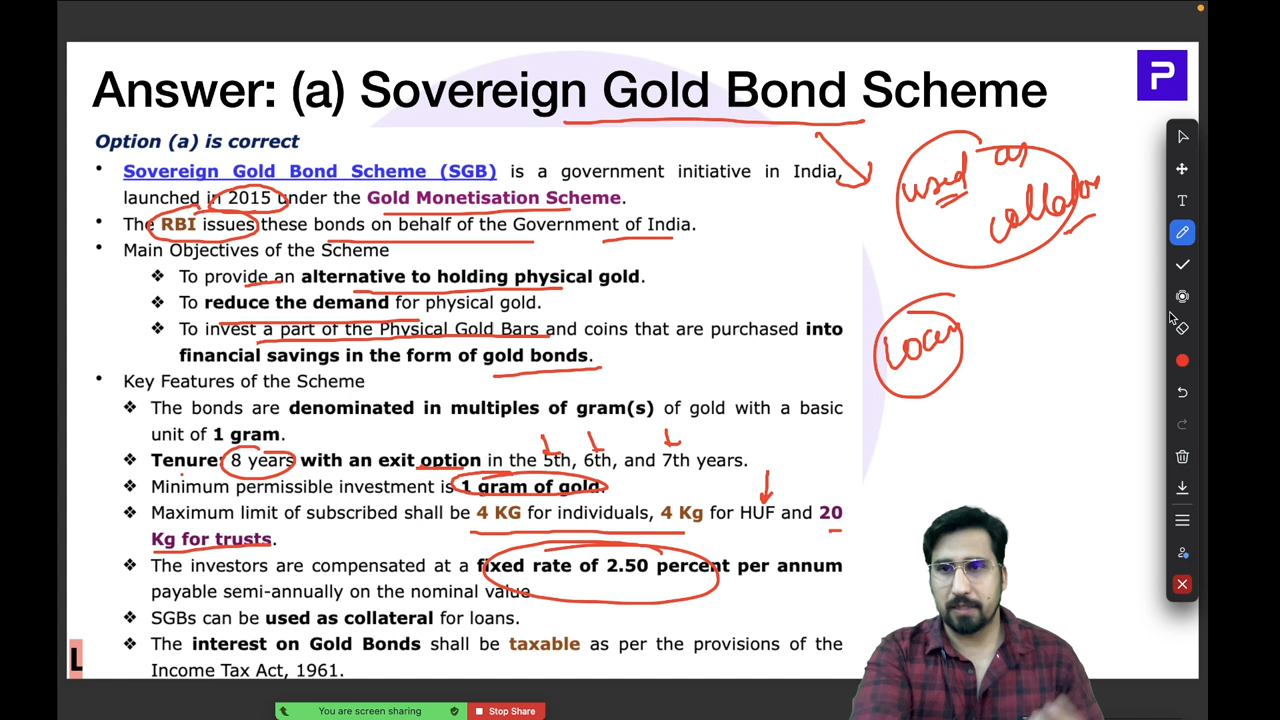 Answer: (a) Sovereign Gold Bond Scheme
P
Option (a) is correct
• Sovereign Gold Bond Scheme (SGB) is a government initiative in India,
launched in 2015 under the Gold Monetisation Scheme.
• The RBI issues these bonds on behalf of the Government of India.
• Main Objectives of the Scheme
❖ To provide an alternative to holding physical gold.
❖ To reduce the demand for physical gold.
❖ To invest a part of the Physical Gold Bars and coins that are purchased into
financial savings in the form of gold bonds.
• Key Features of the Scheme
❖ The bonds are denominated in multiples of gram(s) of gold with a basic
unit of 1 gram.
❖ Tenure: 8 years with an exit option in the 5th, 6th, and 7th years.
❖ Minimum permissible investment is 1 gram of gold.
❖ Maximum limit of subscribed shall be 4 KG for individuals, 4 Kg for HUF and 20
Kg for trusts.
❖ The investors are compensated at a fixed rate of 2.50 percent per annum
payable semi-annually on the nominal value
❖ SGBs can be used as collateral for loans.
❖ The interest on Gold Bonds shall be taxable as per the provisions of the
Income Tax Act, 1961.
used as
L
T
You are screen sharing
Stop Share